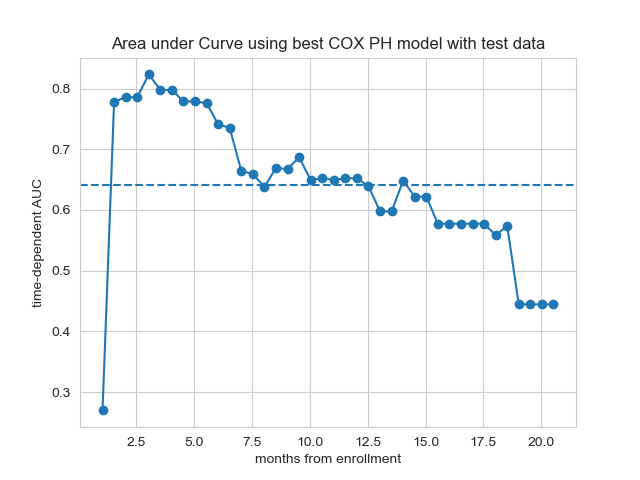 Area under Curve using best COX PH model with test data
time-dependent AUC
0.8
0.7
0.6
0.5
0.4
0.3
2.5 5.0 7.5 10.0 12.5 15.0 17.5 20.0
months from enrollment